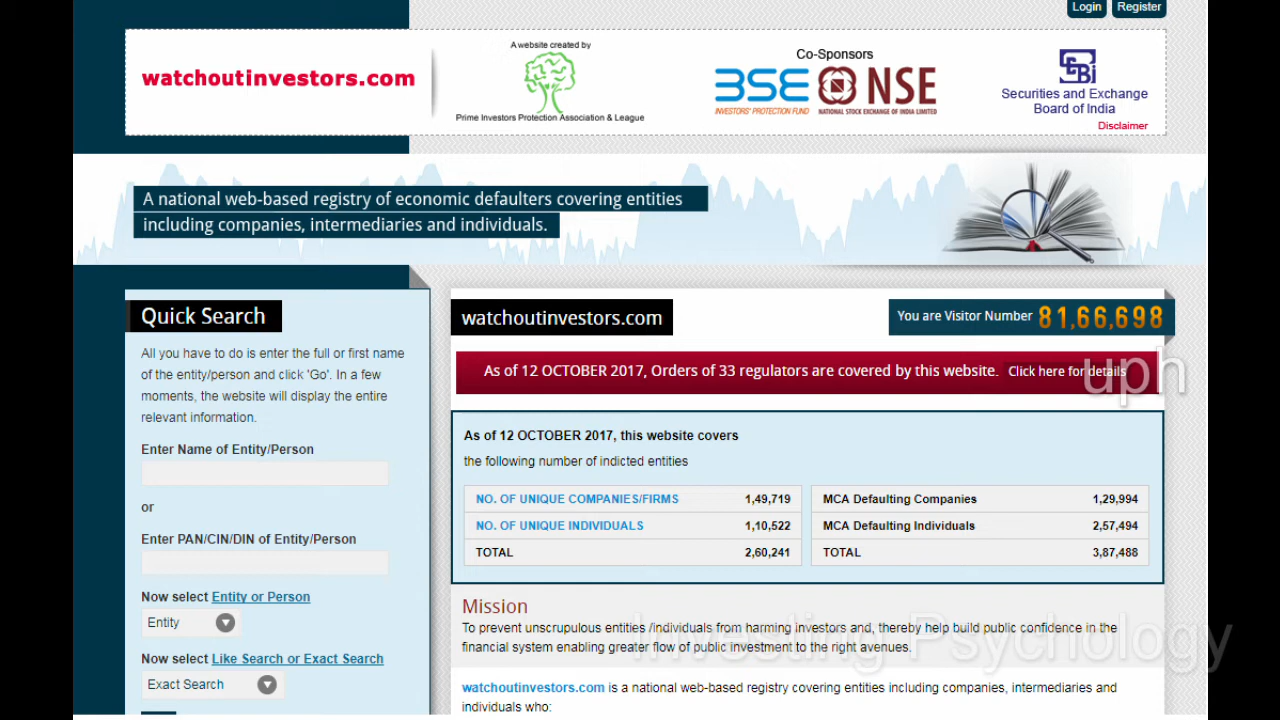 Login Register
watchoutinvestors.com
A website created by
Prime Investors Protection Association & League
Co-Sponsors
BSE NSE
INVESTORS' PROTECTION FUND NATIONAL STOCK EXCHANGE OF INDIA LIMITED
SEBI
Securities and Exchange
Board of India
Disclaimer
A national web-based registry of economic defaulters covering entities
including companies, intermediaries and individuals.
Quick Search
All you have to do is enter the full or first name
of the entity/person and click 'Go'. In a few
moments, the website will display the entire
relevant information.
Enter Name of Entity/Person
or
Enter PAN/CIN/DIN of Entity/Person
Now select Entity or Person
Entity
Now select Like Search or Exact Search
Exact Search
watchoutinvestors.com
You are Visitor Number 81,66,698
As of 12 OCTOBER 2017, Orders of 33 regulators are covered by this website. Click here for details
uph
As of 12 OCTOBER 2017, this website covers
the following number of indicted entities
NO. OF UNIQUE COMPANIES/FIRMS 1,49,719 MCA Defaulting Companies 1,29,994
NO. OF UNIQUE INDIVIDUALS 1,10,522 MCA Defaulting Individuals 2,57,494
TOTAL 2,60,241 TOTAL 3,87,488
Mission
To prevent unscrupulous entities /individuals from harming investors and, thereby help build public confidence in the
financial system enabling greater flow of public investment to the right avenues.
Investing Psychology
watchoutinvestors.com is a national web-based registry covering entities including companies, intermediaries and
individuals who: